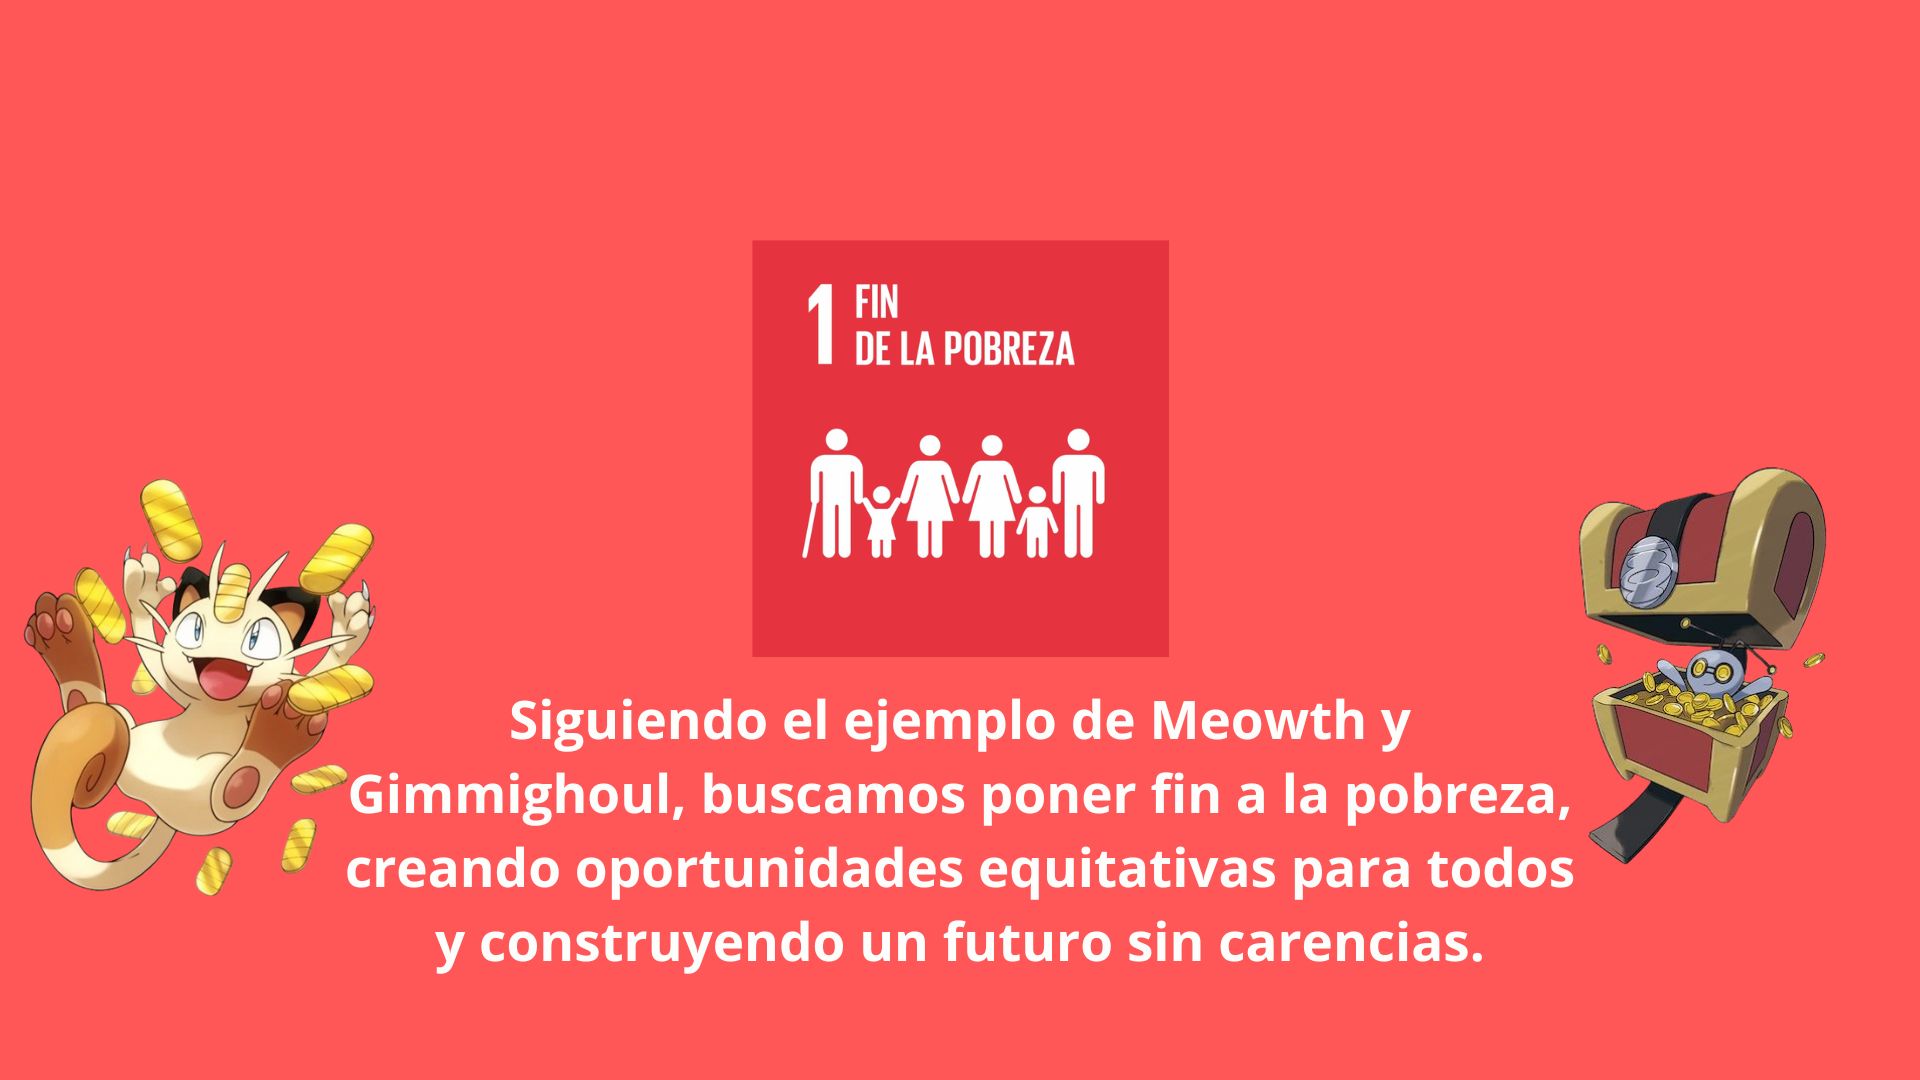 1 FIN
DE LA POBREZA
Siguiendo el ejemplo de Meowth y
Gimmighoul, buscamos poner fin a la pobreza,
creando oportunidades equitativas para todos
y construyendo un futuro sin carencias.